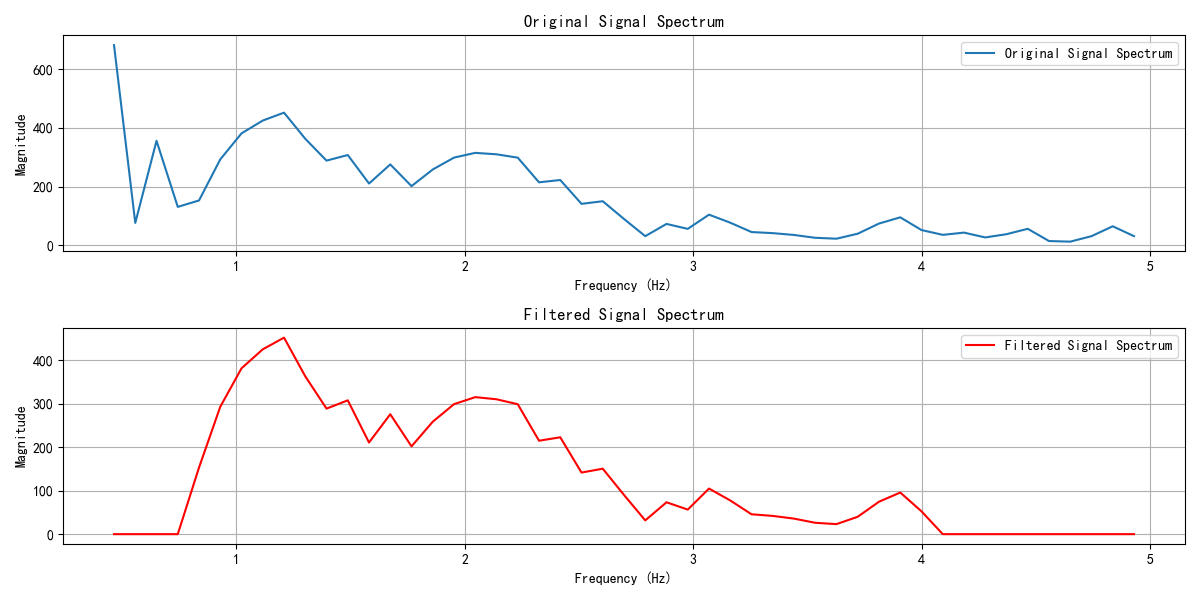 Original Signal Spectrum
Original Signal Spectrum
Magnitude
600
400
200
0
1 2 3 4 5
Frequency (Hz)
Filtered Signal Spectrum
Filtered Signal Spectrum
Magnitude
400
300
200
100
0
1 2 3 4 5
Frequency (Hz)